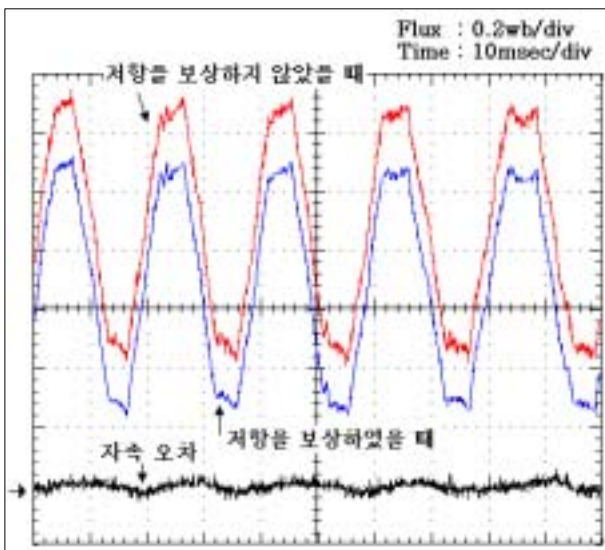 Flux : 0.2wb/div
Time : 10msec/div
저항을 보상하지 않았을 때
저항을 보상하였을 때
자속 오차